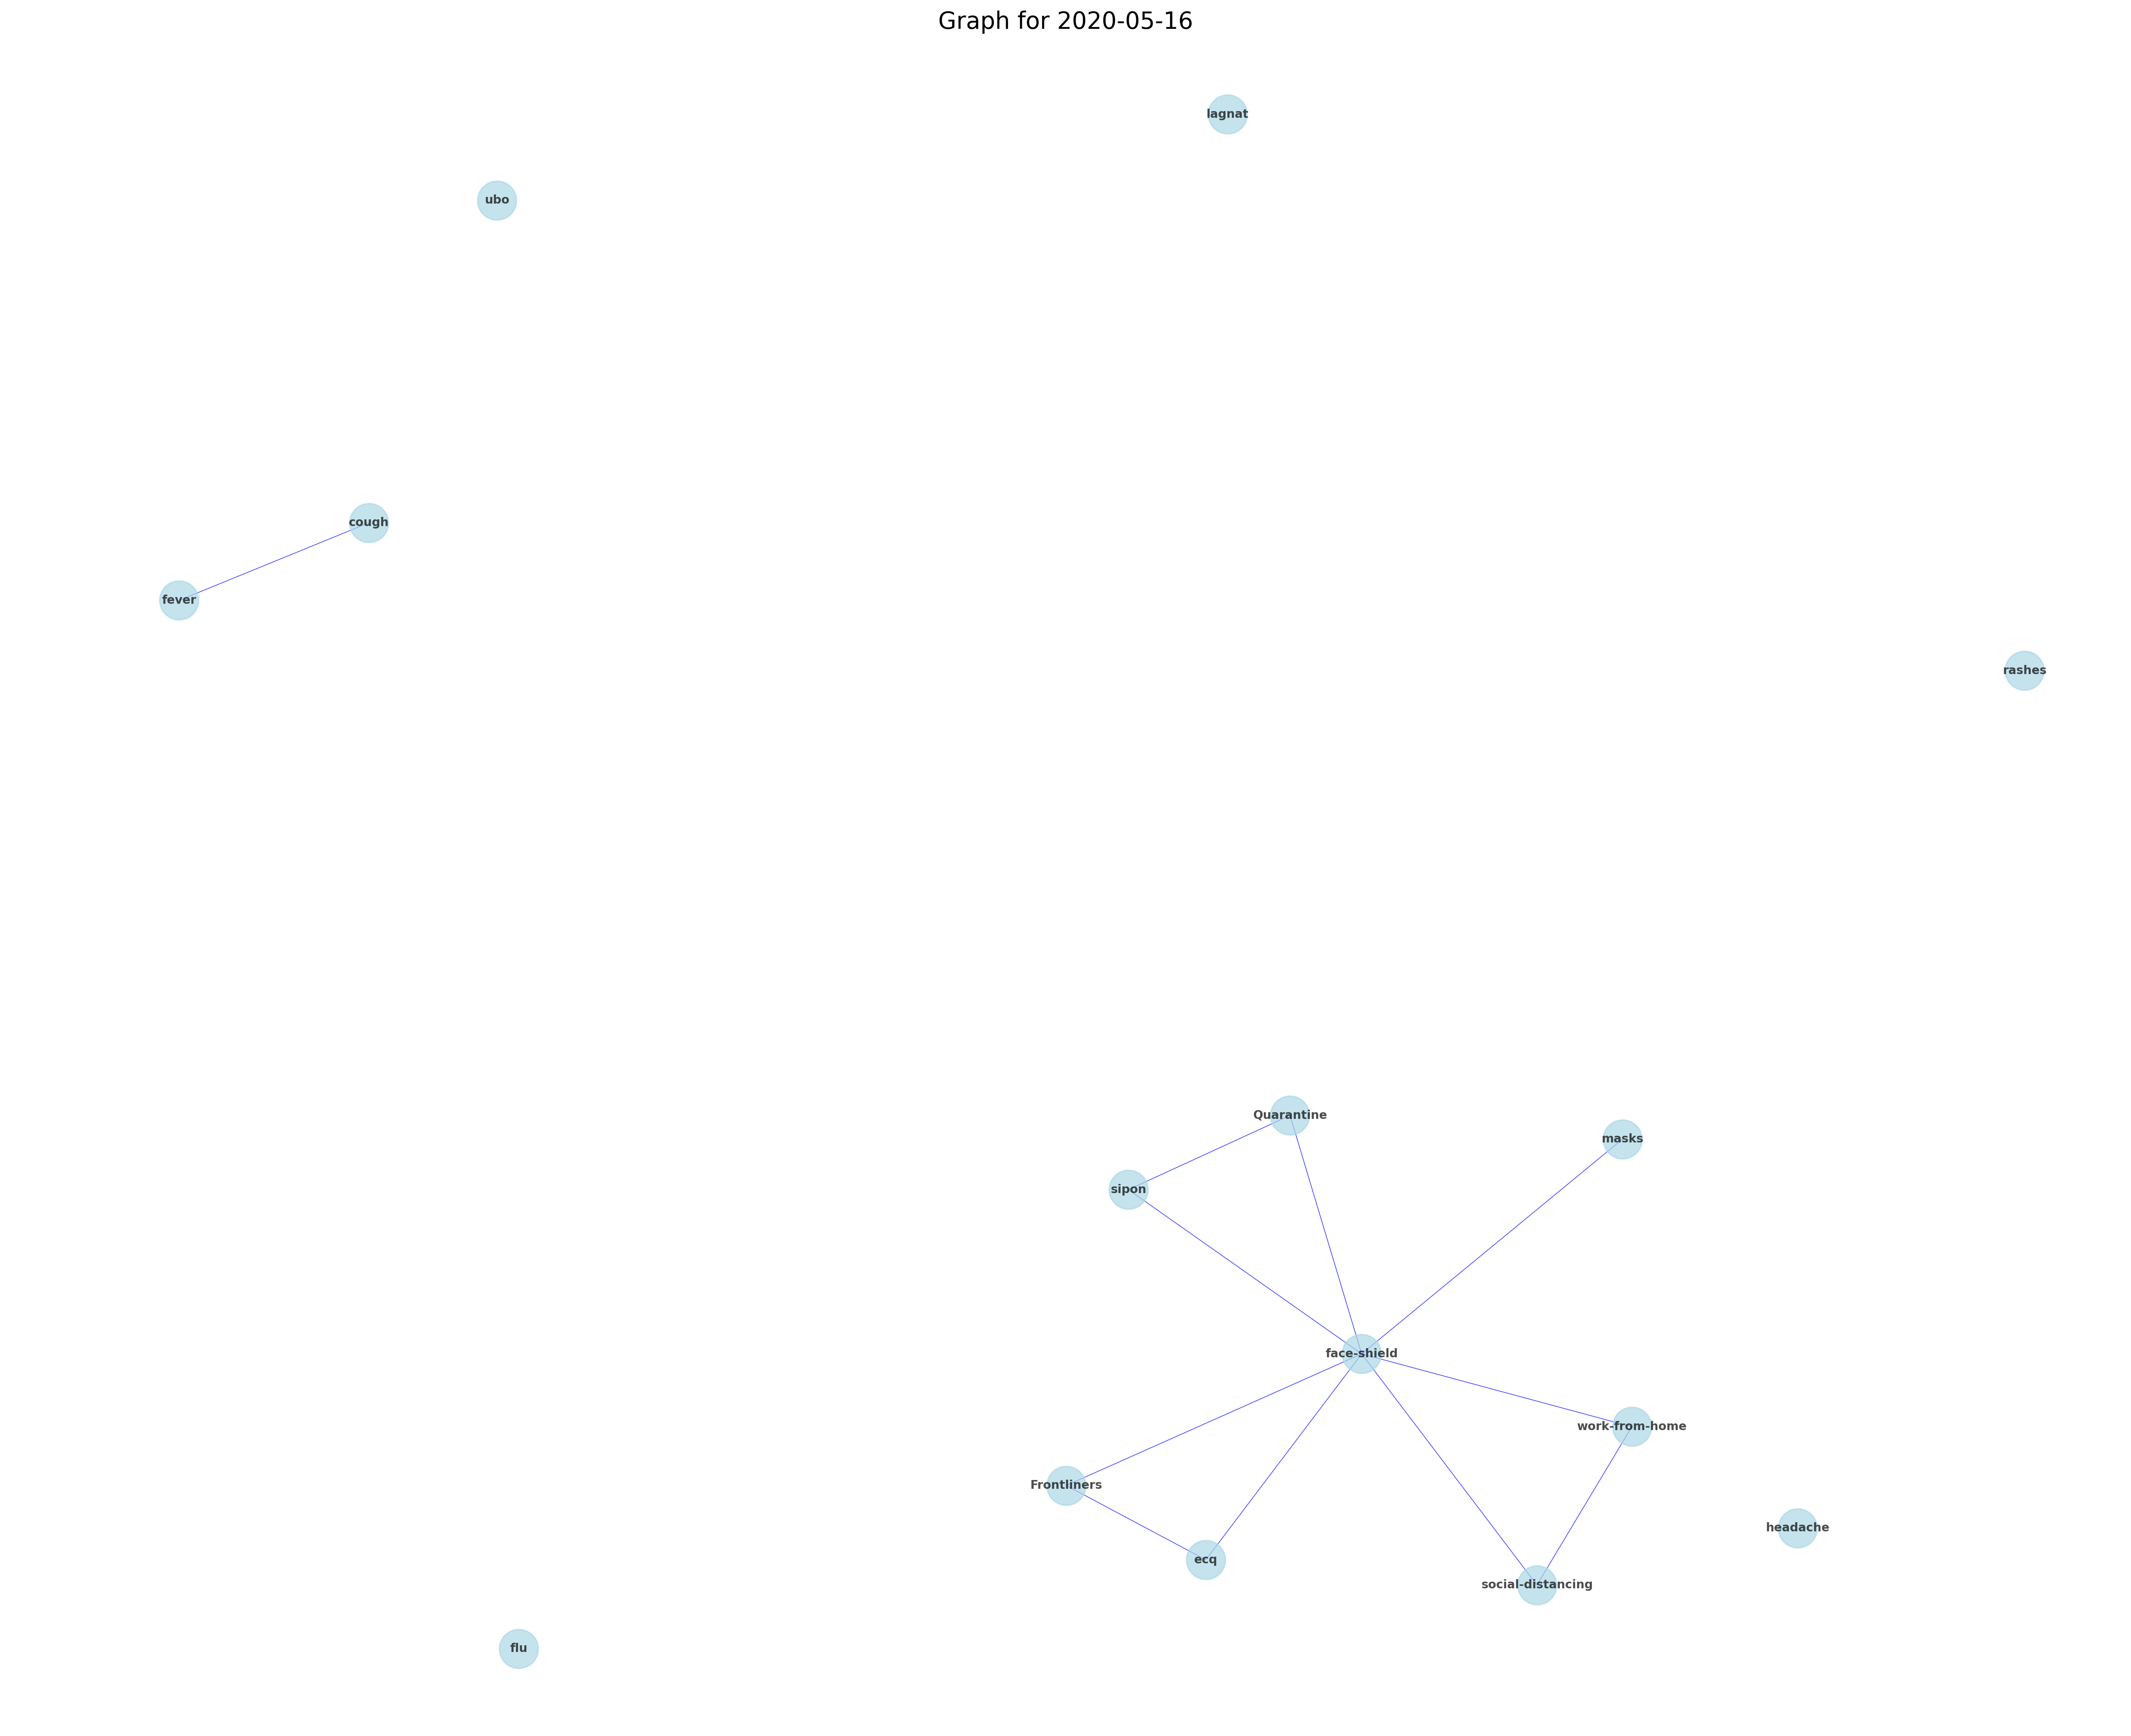 Graph for 2020-05-16
lagnat
ubo
cough
fever
rashes
Quarantine
masks
sipon
face-shield
work-from-home
Frontliners
headache
ecq
social-distancing
flu